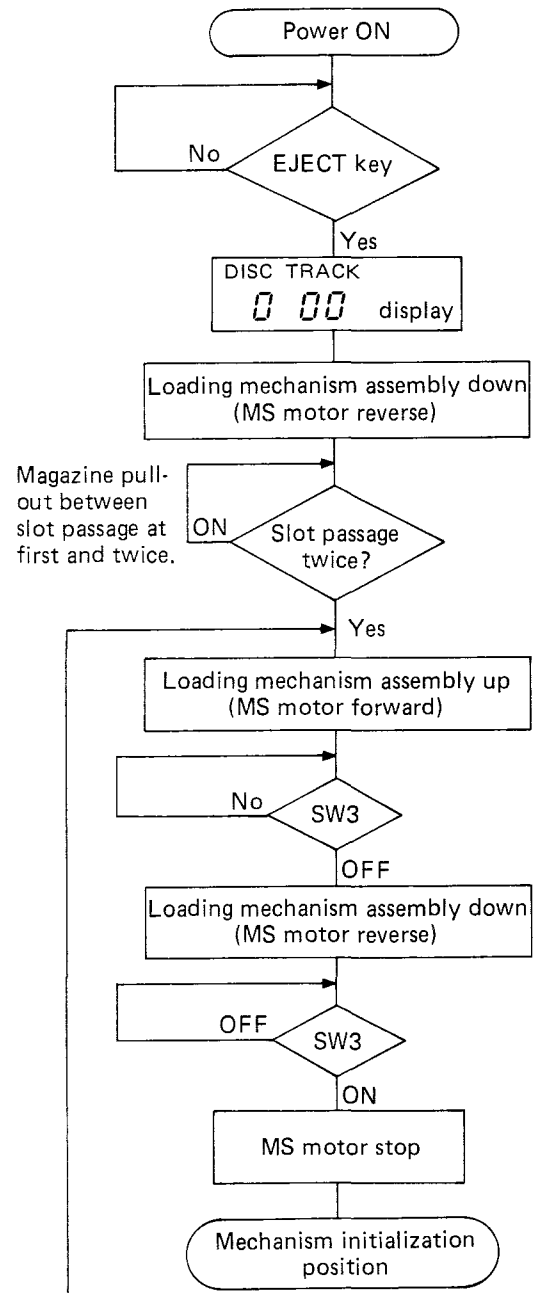 Power ON
No
EJECT key
Yes
DISC TRACK
0 00 display
Loading mechanism assembly down
(MS motor reverse)
Magazine pull-
out between
slot passage at
first and twice.
ON
Slot passage
twice?
Yes
Loading mechanism assembly up
(MS motor forward)
No
SW3
OFF
Loading mechanism assembly down
(MS motor reverse)
OFF
SW3
ON
MS motor stop
Mechanism initialization
position